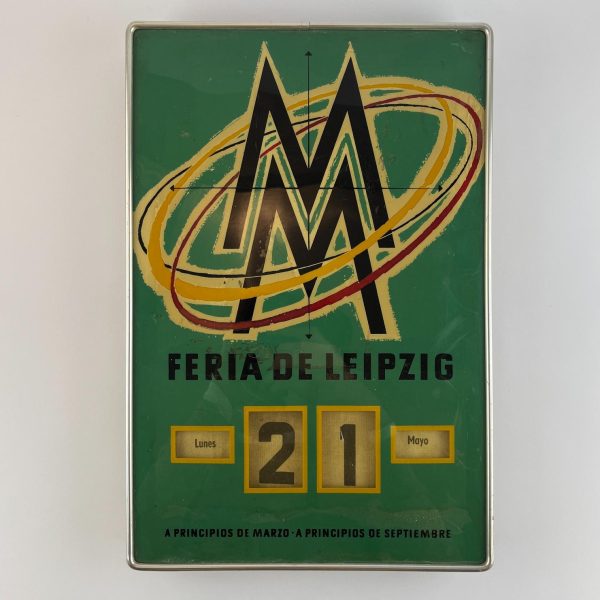 MM
FERIA DE LEIPZIG
Lunes 21 Mayo
A PRINCIPIOS DE MARZO · A PRINCIPIOS DE SEPTIEMBRE